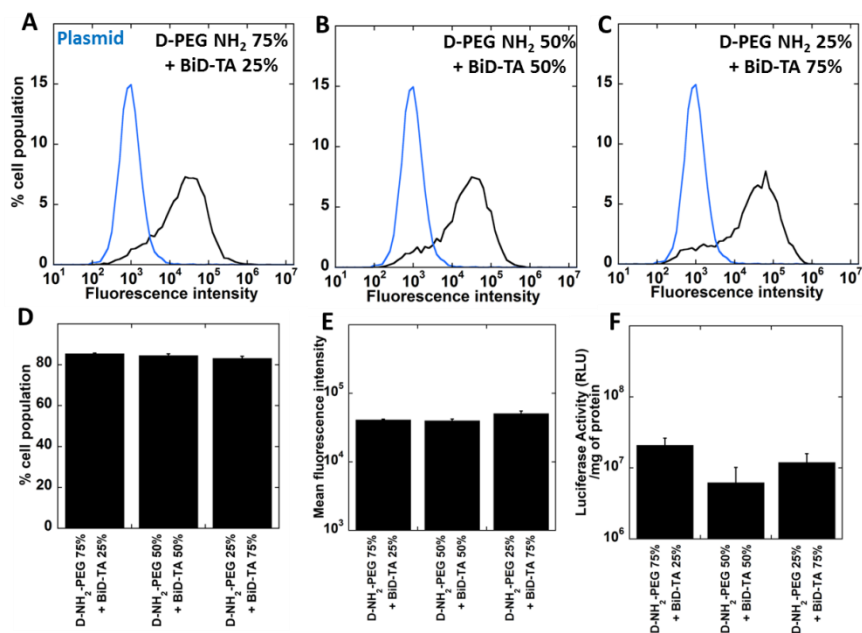 A
Plasmid
D-PEG NH₂ 75%
+ BiD-TA 25%
% cell population
15
10
5
0
10¹ 10² 10³ 10⁴ 10⁵ 10⁶ 10⁷
Fluorescence intensity
B
D-PEG NH₂ 50%
+ BiD-TA 50%
15
10
5
0
10¹ 10² 10³ 10⁴ 10⁵ 10⁶ 10⁷
Fluorescence intensity
C
D-PEG NH₂ 25%
+ BiD-TA 75%
15
10
5
0
10¹ 10² 10³ 10⁴ 10⁵ 10⁶ 10⁷
Fluorescence intensity
D
% cell population
80
60
40
20
0
D-NH₂-PEG 75%
+ BiD-TA 25%
D-NH₂-PEG 50%
+ BiD-TA 50%
D-NH₂-PEG 25%
+ BiD-TA 75%
E
Mean fluorescence intensity
10⁵
10⁴
10³
D-NH₂-PEG 75%
+ BiD-TA 25%
D-NH₂-PEG 50%
+ BiD-TA 50%
D-NH₂-PEG 25%
+ BiD-TA 75%
F
Luciferase Activity (RLU)
/mg of protein
10⁸
10⁷
10⁶
D-NH₂-PEG 75%
+ BiD-TA 25%
D-NH₂-PEG 50%
+ BiD-TA 50%
D-NH₂-PEG 25%
+ BiD-TA 75%